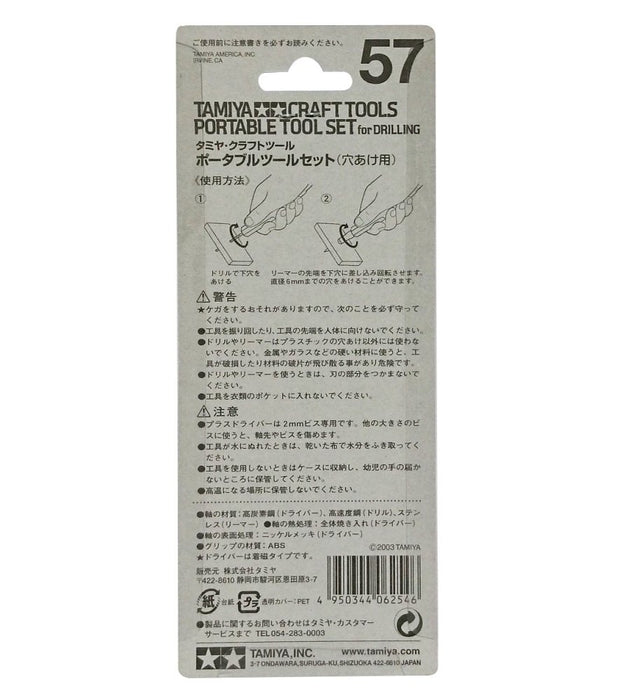 ご使用前に注意書きを必ずお読みください。
TAMIYA AMERICA, INC.
IRVINE, CA
57
TAMIYA CRAFT TOOLS
PORTABLE TOOL SET for DRILLING
タミヤ・クラフトツール
ポータブルツールセット(穴あけ用)
《使用方法》
① ②
ドリルで下穴を
あける
リーマーの先端を下穴に差し込み回転させます。
直径6mmまでの穴をあけることができます。
警告
★ケガをするおそれがありますので、次のことを必ず守って
ください。
●工具を振り回したり、工具の先端を人体に向けないでください。
●ドリルやリーマーはプラスチックの穴あけ以外には使わな
いでください。金属やガラスなどの硬い材料に使うと、工
具が破損したり材料の破片が飛び散る事があり危険です。
●ドリルやリーマーを使うときは、刃の部分をつかまないで
ください。
●工具を衣類のポケットに入れないでください。
注意
●プラスドライバーは2mmビス専用です。他の大きさのビ
スに使うと、軸先やビスを傷めます。
●工具が水にぬれたときは、乾いた布で水分をふき取ってく
ださい。
●工具を使用しないときはケースに収納し、幼児の手の届か
ないところに保管してください。
●高温になる場所に保管しないでください。
●軸の材質:高炭素鋼(ドライバー)、高速度鋼(ドリル)、ステン
レス(リーマー) ●軸の熱処理:全体焼き入れ(ドライバー)
●軸の表面処理:ニッケルメッキ(ドライバー)
●グリップの材質:ABS
★ドライバーは着磁タイプです。
©2003 TAMIYA
販売元 株式会社タミヤ
〒422-8610 静岡市駿河区恩田原3-7
紙 台紙 プラ 透明カバー:PET
4 950344 062546
●製品に関するお問い合わせはタミヤ・カスタマー
サービスまで TEL054-283-0003
TAMIYA, INC. www.tamiya.com
3-7 ONDAWARA, SURUGA-KU, SHIZUOKA 422-8610 JAPAN